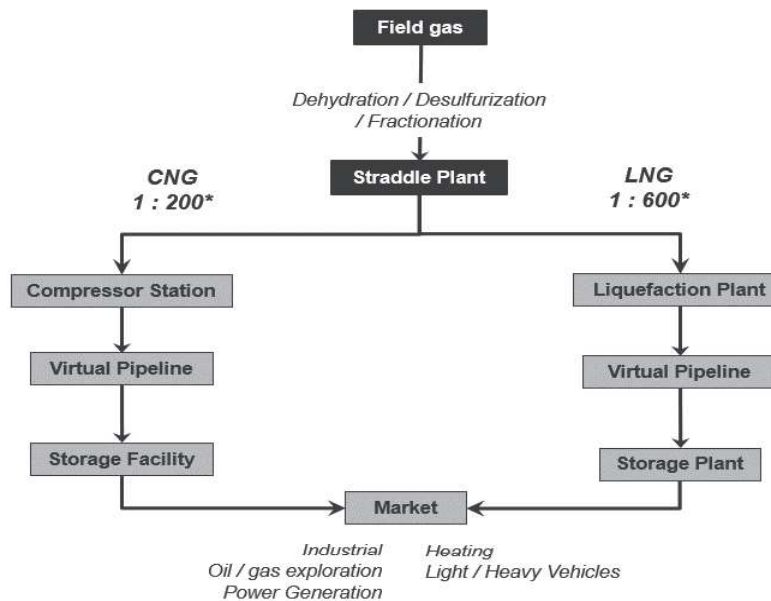 Field gas
Dehydration / Desulfurization
/ Fractionation
CNG
1 : 200*
Straddle Plant
LNG
1 : 600*
Compressor Station
Liquefaction Plant
Virtual Pipeline
Virtual Pipeline
Storage Facility
Storage Plant
Market
Industrial
Oil / gas exploration
Power Generation
Heating
Light / Heavy Vehicles